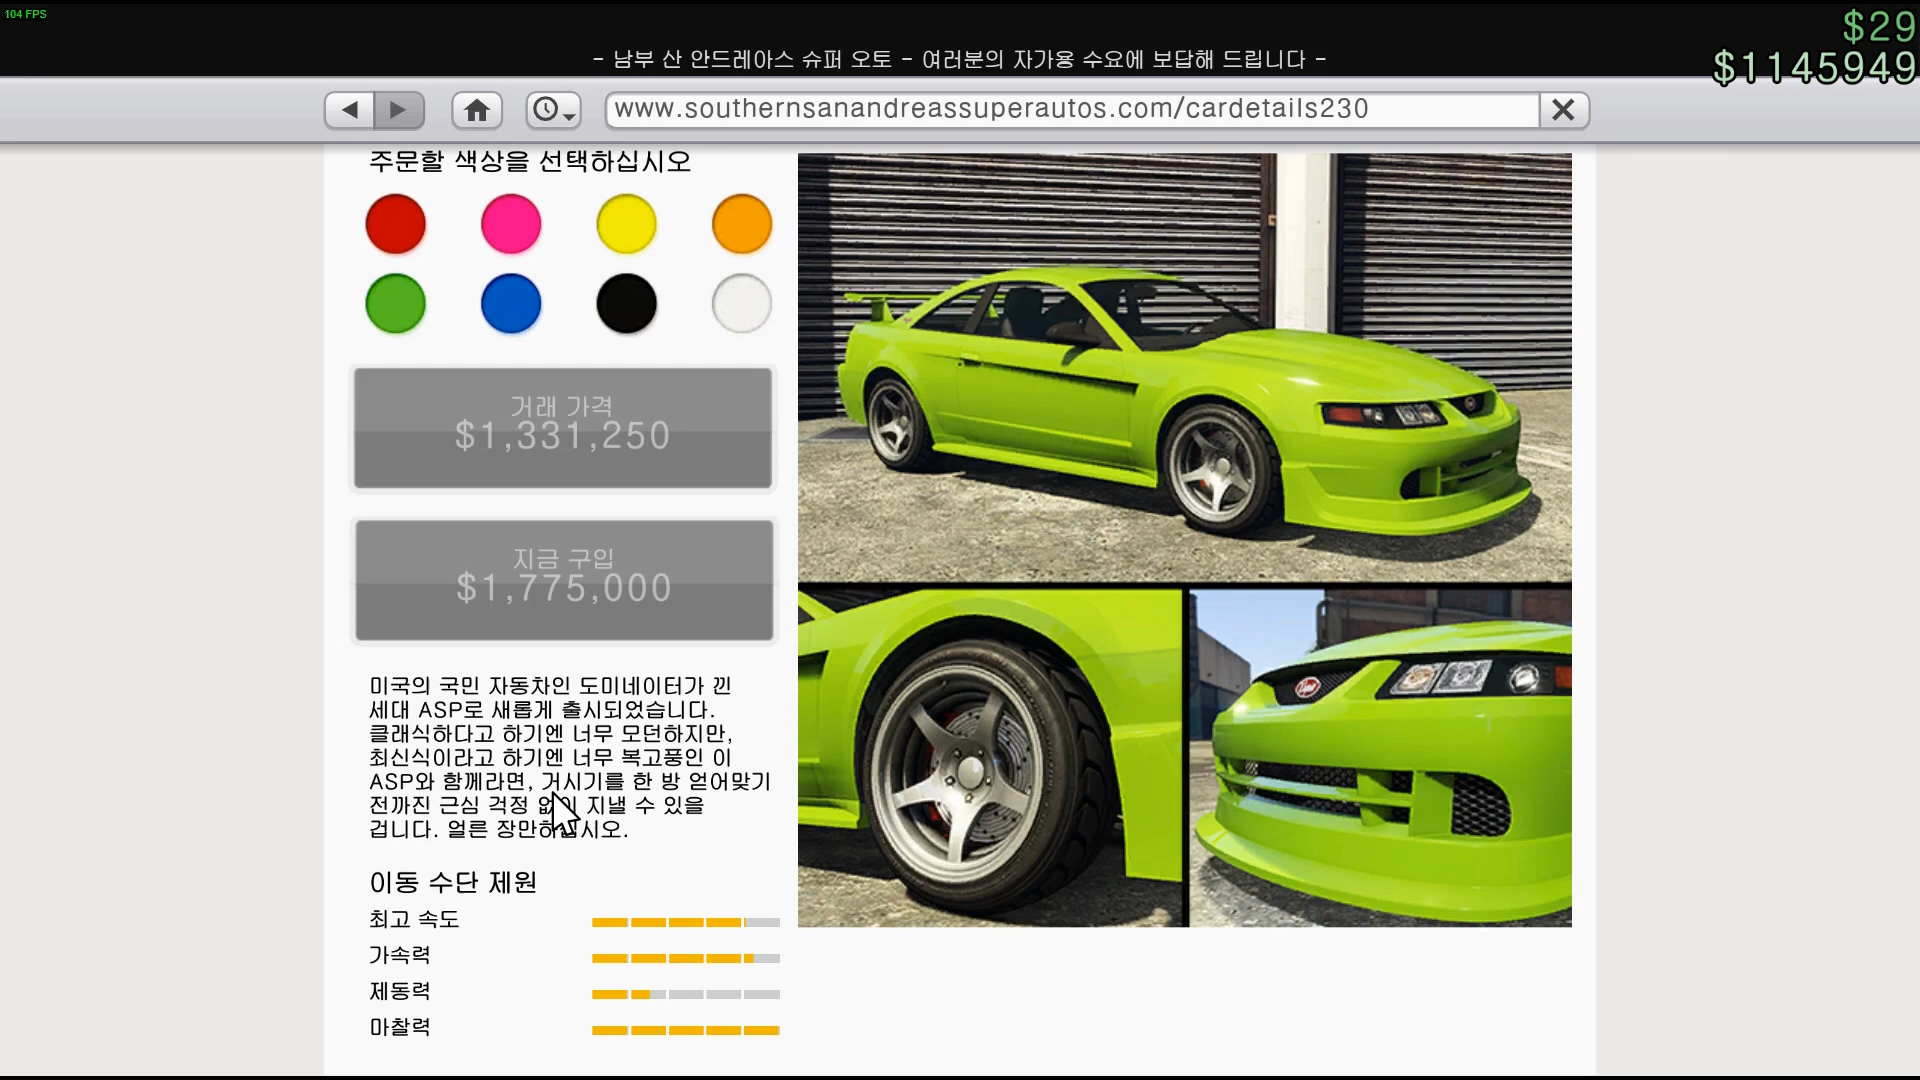 104 FPS
$29
- 남부 산 안드레아스 슈퍼 오토 - 여러분의 자가용 수요에 보답해 드립니다 -
$1145949
www.southernsanandreassuperautos.com/cardetails230
주문할 색상을 선택하십시오
거래 가격
$1,331,250
지금 구입
$1,775,000
미국의 국민 자동차인 도미네이터가 낀
세대 ASP로 새롭게 출시되었습니다.
클래식하다고 하기엔 너무 모던하지만,
최신식이라고 하기엔 너무 복고풍인 이
ASP와 함께라면, 거시기를 한 방 얻어맞기
전까진 근심 걱정 없이 지낼 수 있을
겁니다. 얼른 장만하십시오.
이동 수단 제원
최고 속도
가속력
제동력
마찰력